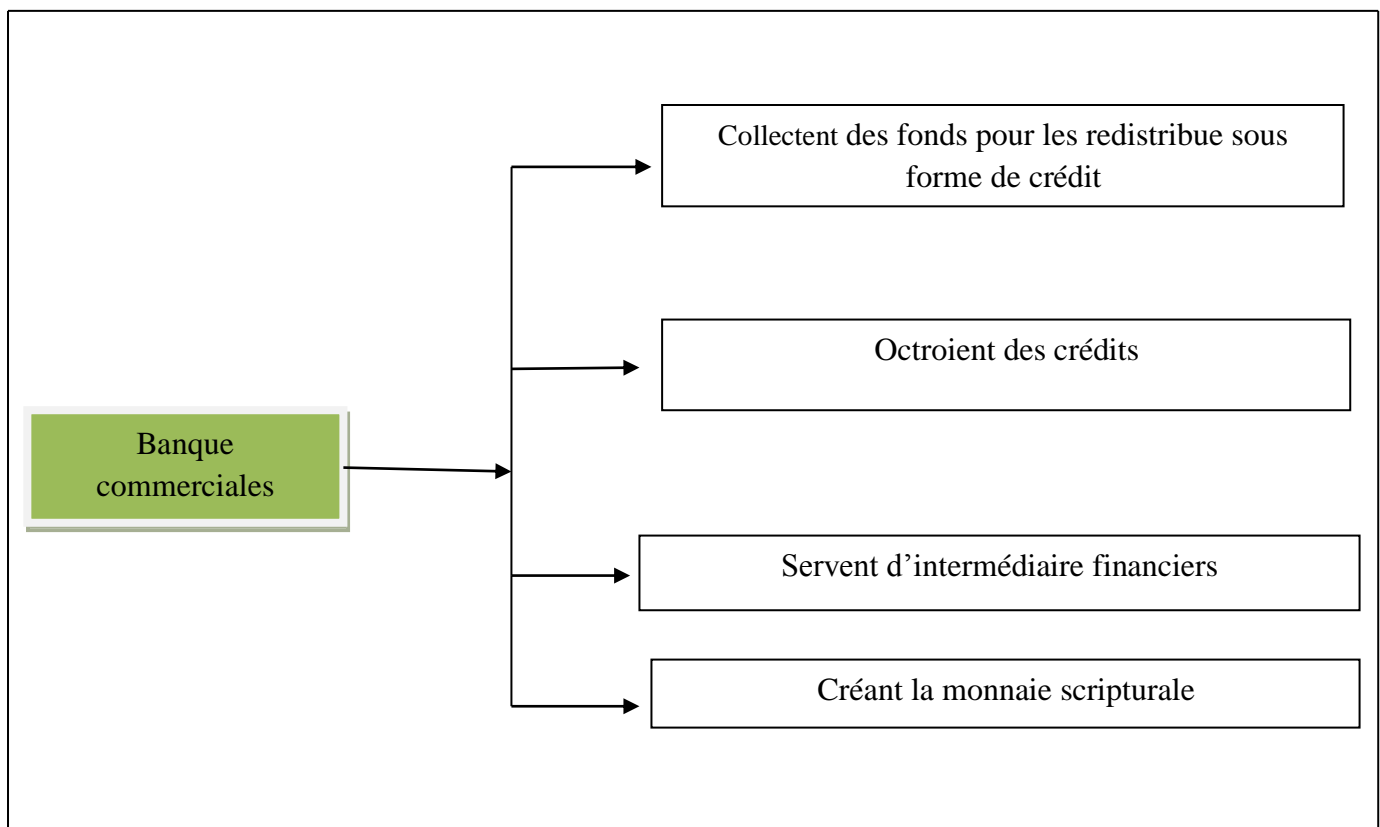 Collectent des fonds pour les redistribue sous
forme de crédit
Octroient des crédits
Banque
commerciales
Servent d’intermédiaire financiers
Créant la monnaie scripturale